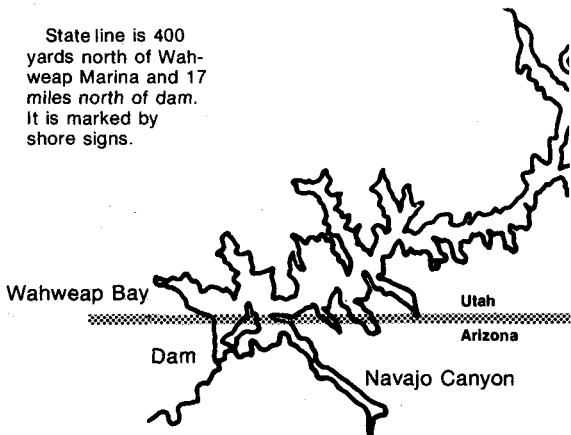 State line is 400
yards north of Wah-
weap Marina and 17
miles north of dam.
It is marked by
shore signs.
Wahweap Bay
Utah
Arizona
Dam
Navajo Canyon